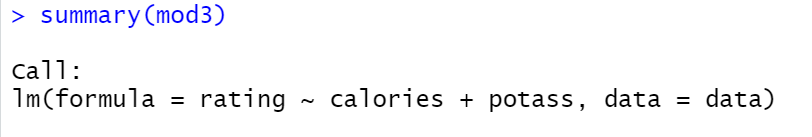 > summary(mod3)
Call:
lm(formula = rating ~ calories + potass, data = data)